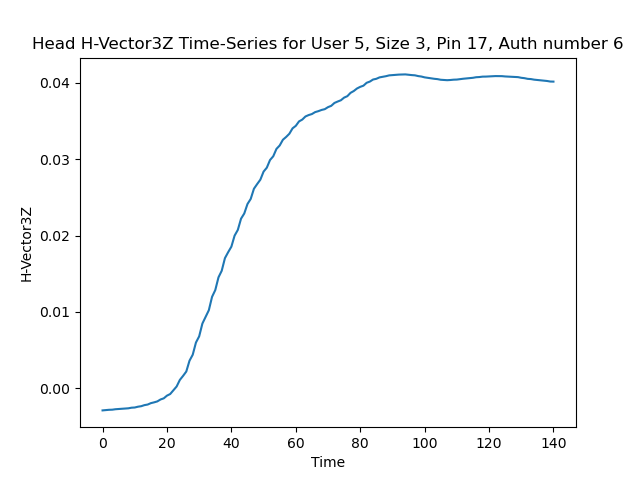 Head H-Vector3Z Time-Series for User 5, Size 3, Pin 17, Auth number 6
H-Vector3Z
0.04
0.03
0.02
0.01
0.00
0 20 40 60 80 100 120 140
Time